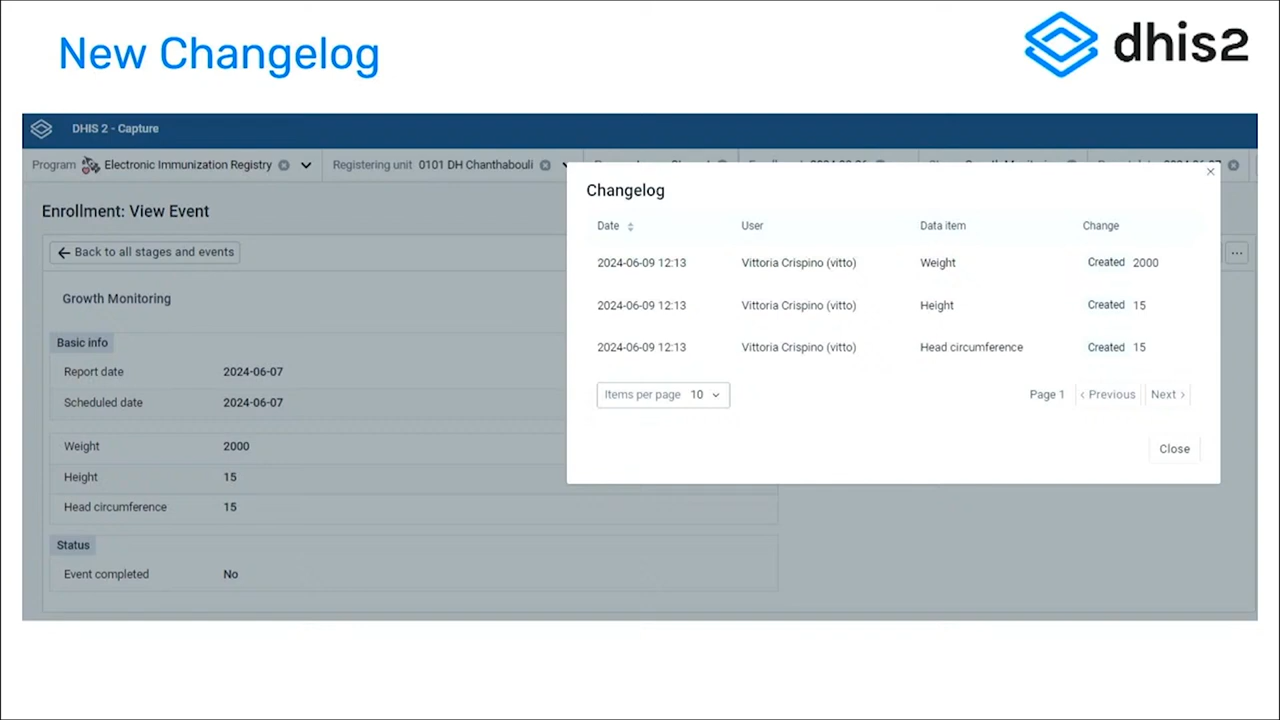 New Changelog
dhis2
DHIS 2 - Capture
Program Electronic Immunization Registry Registering unit 0101 DH Chanthabouli
Enrollment: View Event
Back to all stages and events
Growth Monitoring
Basic info
Report date 2024-06-07
Scheduled date 2024-06-07
Weight 2000
Height 15
Head circumference 15
Status
Event completed No
Changelog
Date User Data item Change
2024-06-09 12:13 Vittoria Crispino (vitto) Weight Created 2000
2024-06-09 12:13 Vittoria Crispino (vitto) Height Created 15
2024-06-09 12:13 Vittoria Crispino (vitto) Head circumference Created 15
Items per page 10 Page 1 Previous Next
Close